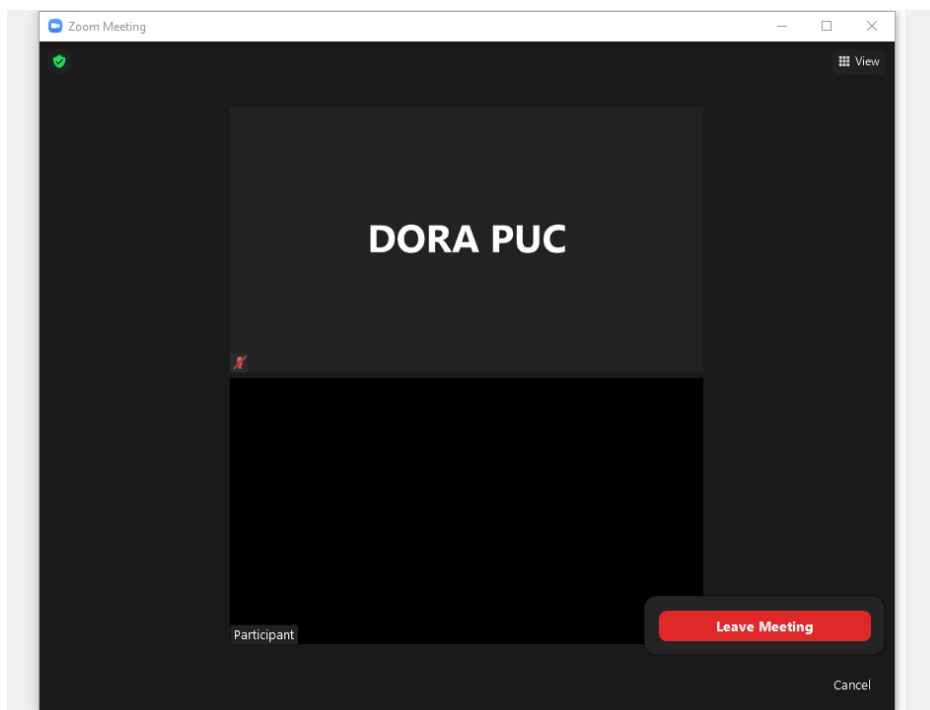 Zoom Meeting
View
DORA PUC
Participant
Leave Meeting
Cancel